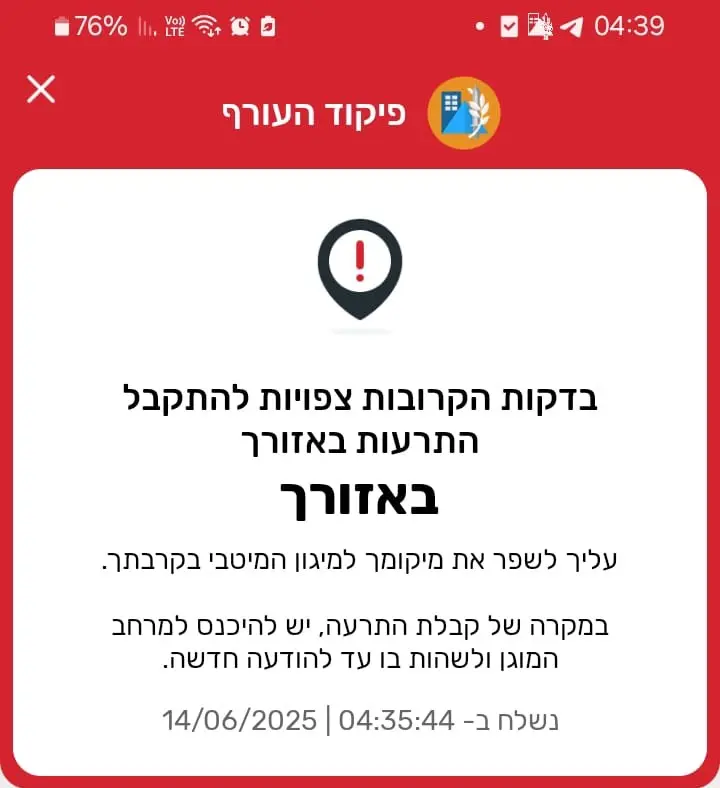 76% Vo)) LTE 04:39
פיקוד העורף
!
בדקות הקרובות צפויות להתקבל
התרעות באזורך
באזורך
עליך לשפר את מיקומך למיגון המיטבי בקרבתך.
במקרה של קבלת התרעה, יש להיכנס למרחב
המוגן ולשהות בו עד להודעה חדשה.
נשלח ב- 04:35:44 | 14/06/2025